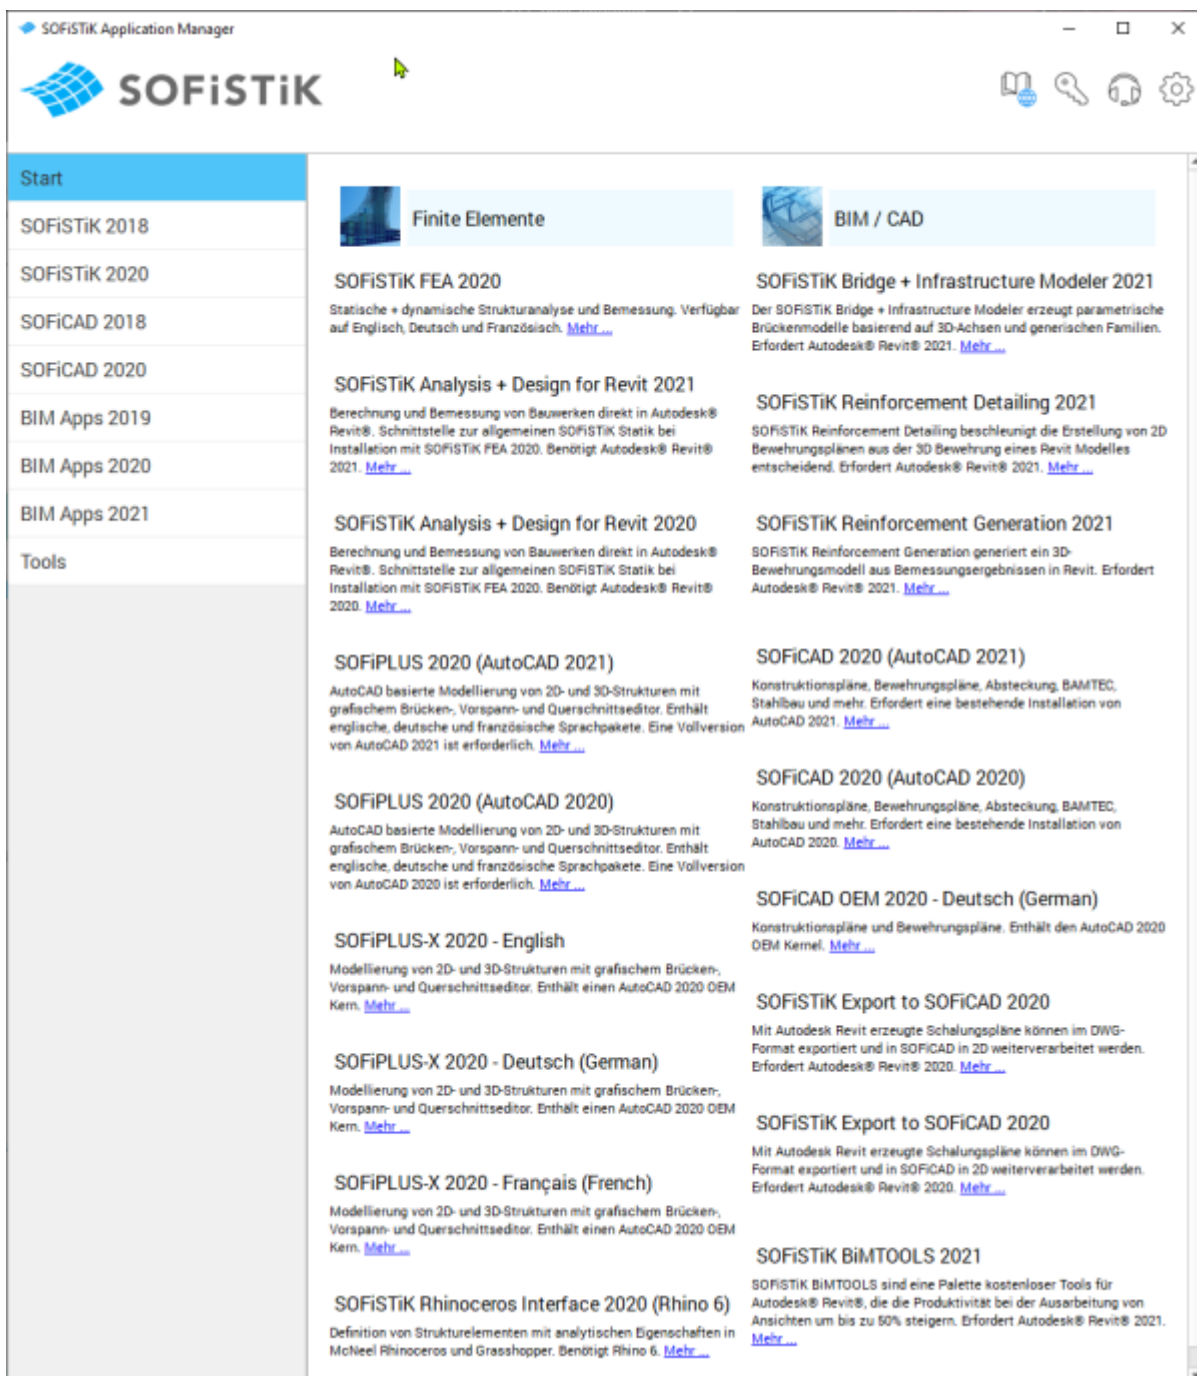 SOFiSTiK Application Manager
SOFiSTiK
Start
SOFiSTiK 2018
SOFiSTiK 2020
SOFiCAD 2018
SOFiCAD 2020
BIM Apps 2019
BIM Apps 2020
BIM Apps 2021
Tools
Finite Elemente
SOFiSTiK FEA 2020
Statische + dynamische Strukturanalyse und Bemessung. Verfügbar
auf Englisch, Deutsch und Französisch. Mehr ...
SOFiSTiK Analysis + Design for Revit 2021
Berechnung und Bemessung von Bauwerken direkt in Autodesk®
Revit®. Schnittstelle zur allgemeinen SOFiSTiK Statik bei
Installation mit SOFiSTiK FEA 2020. Benötigt Autodesk® Revit®
2021. Mehr ...
SOFiSTiK Analysis + Design for Revit 2020
Berechnung und Bemessung von Bauwerken direkt in Autodesk®
Revit®. Schnittstelle zur allgemeinen SOFiSTiK Statik bei
Installation mit SOFiSTiK FEA 2020. Benötigt Autodesk® Revit®
2020. Mehr ...
SOFiPLUS 2020 (AutoCAD 2021)
AutoCAD basierte Modellierung von 2D- und 3D-Strukturen mit
grafischem Brücken-, Vorspann- und Querschnittseditor. Enthält
englische, deutsche und französische Sprachpakete. Eine Vollversion
von AutoCAD 2021 ist erforderlich. Mehr ...
SOFiPLUS 2020 (AutoCAD 2020)
AutoCAD basierte Modellierung von 2D- und 3D-Strukturen mit
grafischem Brücken-, Vorspann- und Querschnittseditor. Enthält
englische, deutsche und französische Sprachpakete. Eine Vollversion
von AutoCAD 2020 ist erforderlich. Mehr ...
SOFiPLUS-X 2020 - English
Modellierung von 2D- und 3D-Strukturen mit grafischem Brücken-,
Vorspann- und Querschnittseditor. Enthält einen AutoCAD 2020 OEM
Kern. Mehr ...
SOFiPLUS-X 2020 - Deutsch (German)
Modellierung von 2D- und 3D-Strukturen mit grafischem Brücken-,
Vorspann- und Querschnittseditor. Enthält einen AutoCAD 2020 OEM
Kern. Mehr ...
SOFiPLUS-X 2020 - Français (French)
Modellierung von 2D- und 3D-Strukturen mit grafischem Brücken-,
Vorspann- und Querschnittseditor. Enthält einen AutoCAD 2020 OEM
Kern. Mehr ...
SOFiSTiK Rhinoceros Interface 2020 (Rhino 6)
Definition von Strukturelementen mit analytischen Eigenschaften in
McNeel Rhinoceros und Grasshopper. Benötigt Rhino 6. Mehr ...
BIM / CAD
SOFiSTiK Bridge + Infrastructure Modeler 2021
Der SOFiSTiK Bridge + Infrastructure Modeler erzeugt parametrische
Brückenmodelle basierend auf 3D-Achsen und generischen Familien.
Erfordert Autodesk® Revit® 2021. Mehr ...
SOFiSTiK Reinforcement Detailing 2021
SOFiSTiK Reinforcement Detailing beschleunigt die Erstellung von 2D
Bewehrungsplänen aus der 3D Bewehrung eines Revit Modelles
entscheidend. Erfordert Autodesk® Revit® 2021. Mehr ...
SOFiSTiK Reinforcement Generation 2021
SOFiSTiK Reinforcement Generation generiert ein 3D-
Bewehrungsmodell aus Bemessungsergebnissen in Revit. Erfordert
Autodesk® Revit® 2021. Mehr ...
SOFiCAD 2020 (AutoCAD 2021)
Konstruktionspläne, Bewehrungspläne, Absteckung, BAMTEC,
Stahlbau und mehr. Erfordert eine bestehende Installation von
AutoCAD 2021. Mehr ...
SOFiCAD 2020 (AutoCAD 2020)
Konstruktionspläne, Bewehrungspläne, Absteckung, BAMTEC,
Stahlbau und mehr. Erfordert eine bestehende Installation von
AutoCAD 2020. Mehr ...
SOFiCAD OEM 2020 - Deutsch (German)
Konstruktionspläne und Bewehrungspläne. Enthält den AutoCAD 2020
OEM Kernel. Mehr ...
SOFiSTiK Export to SOFiCAD 2020
Mit Autodesk Revit erzeugte Schalungspläne können im DWG-
Format exportiert und in SOFiCAD in 2D weiterverarbeitet werden.
Erfordert Autodesk® Revit® 2020. Mehr ...
SOFiSTiK Export to SOFiCAD 2020
Mit Autodesk Revit erzeugte Schalungspläne können im DWG-
Format exportiert und in SOFiCAD in 2D weiterverarbeitet werden.
Erfordert Autodesk® Revit® 2020. Mehr ...
SOFiSTiK BiMTOOLS 2021
SOFiSTiK BiMTOOLS sind eine Palette kostenloser Tools für
Autodesk® Revit®, die die Produktivität bei der Ausarbeitung von
Ansichten um bis zu 50% steigern. Erfordert Autodesk® Revit® 2021.
Mehr ...